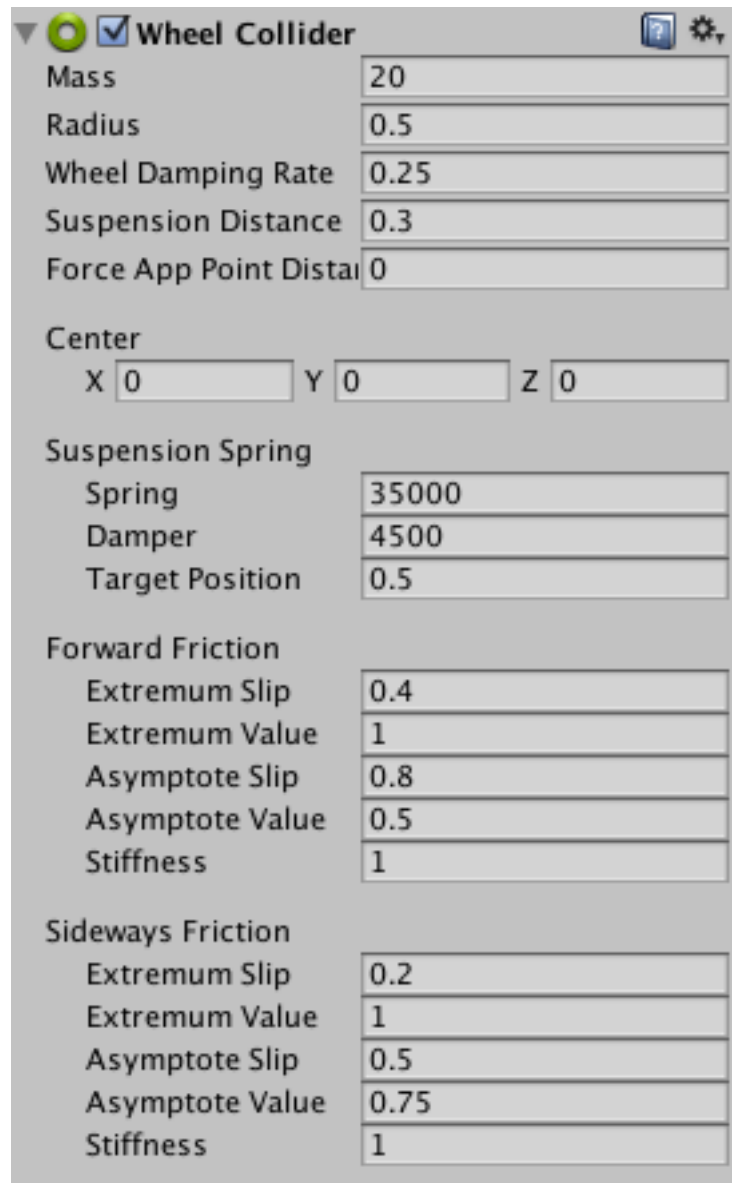 Wheel Collider
Mass 20
Radius 0.5
Wheel Damping Rate 0.25
Suspension Distance 0.3
Force App Point Distai 0
Center
X 0 Y 0 Z 0
Suspension Spring
Spring 35000
Damper 4500
Target Position 0.5
Forward Friction
Extremum Slip 0.4
Extremum Value 1
Asymptote Slip 0.8
Asymptote Value 0.5
Stiffness 1
Sideways Friction
Extremum Slip 0.2
Extremum Value 1
Asymptote Slip 0.5
Asymptote Value 0.75
Stiffness 1